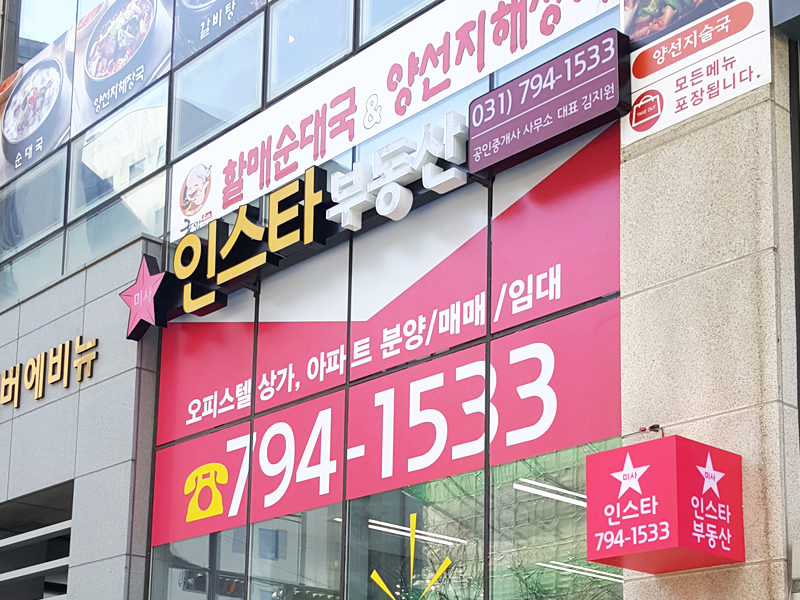 갈비탕
양선지해장국
순대국
할매순대국 & 양선지해장국
양선지술국
모든메뉴
포장됩니다.
TAKE OUT
031) 794-1533
공인중개사 사무소 대표 김지원
미사
인스타부동산
버에비뉴
오피스텔 상가, 아파트 분양/매매/임대
794-1533
미사
인스타
794-1533
미사
인스타
부동산